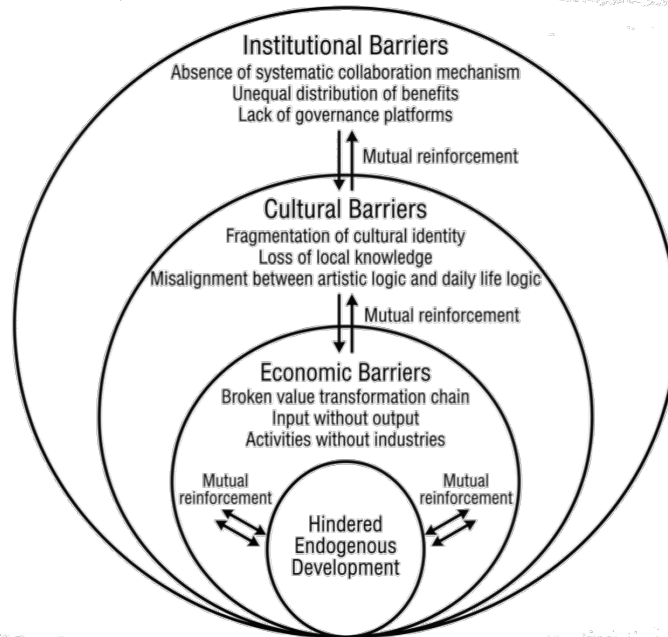 Institutional Barriers
Absence of systematic collaboration mechanism
Unequal distribution of benefits
Lack of governance platforms
Mutual reinforcement
Cultural Barriers
Fragmentation of cultural identity
Loss of local knowledge
Misalignment between artistic logic and daily life logic
Mutual reinforcement
Economic Barriers
Broken value transformation chain
Input without output
Activities without industries
Mutual
reinforcement
Mutual
reinforcement
Hindered
Endogenous
Development